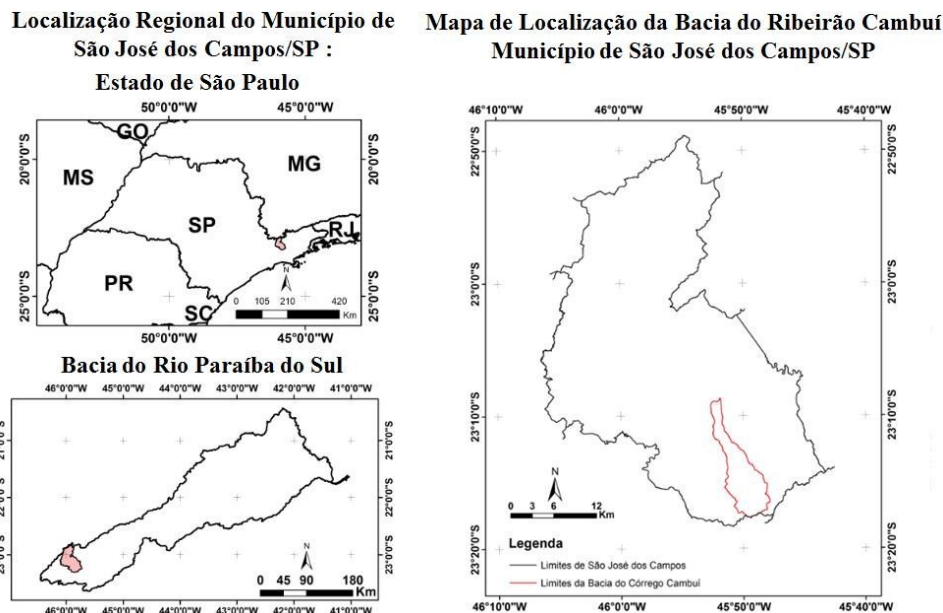 Localização Regional do Município de
São José dos Campos/SP :
Estado de São Paulo
50°0'0"W 45°0'0"W
20°0'0"S
25°0'0"S
GO
MS
MG
SP
RJ
PR
SC
N
0 105 210 420
Km
20°0'0"S
25°0'0"S
50°0'0"W 45°0'0"W
Bacia do Rio Paraíba do Sul
46°0'0"W 45°0'0"W 44°0'0"W 43°0'0"W 42°0'0"W 41°0'0"W
21°0'0"S
22°0'0"S
23°0'0"S
N
0 45 90 180
Km
21°0'0"S
22°0'0"S
23°0'0"S
46°0'0"W 45°0'0"W 44°0'0"W 43°0'0"W 42°0'0"W 41°0'0"W
Mapa de Localização da Bacia do Ribeirão Cambuí
Município de São José dos Campos/SP
46°10'0"W 46°0'0"W 45°50'0"W 45°40'0"W
22°50'0"S
23°0'0"S
23°10'0"S
23°20'0"S
N
0 3 6 12
Km
Legenda
Limites de São José dos Campos
Limites da Bacia do Córrego Cambuí
22°50'0"S
23°0'0"S
23°10'0"S
23°20'0"S
46°10'0"W 46°0'0"W 45°50'0"W 45°40'0"W